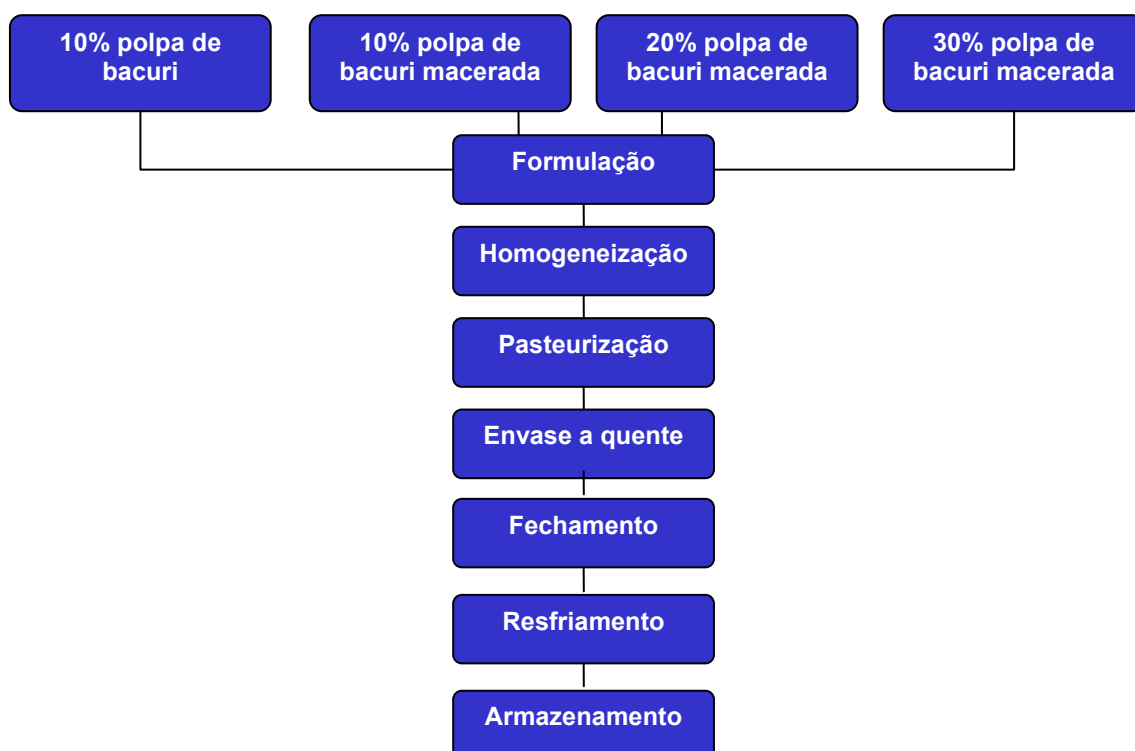 10% polpa de
bacuri
10% polpa de
bacuri macerada
20% polpa de
bacuri macerada
30% polpa de
bacuri macerada
Formulação
Homogeneização
Pasteurização
Envase a quente
Fechamento
Resfriamento
Armazenamento